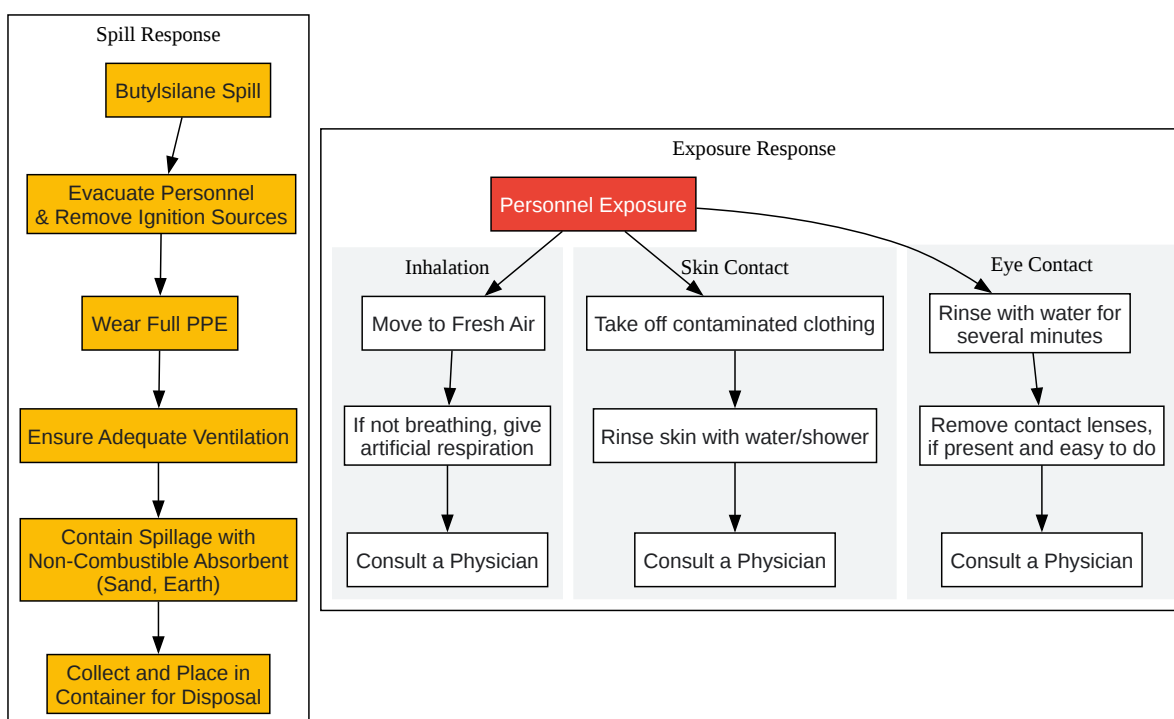 Spill Response
Butylsilane Spill
Evacuate Personnel
& Remove Ignition Sources
Wear Full PPE
Ensure Adequate Ventilation
Contain Spillage with
Non-Combustible Absorbent
(Sand, Earth)
Collect and Place in
Container for Disposal
Exposure Response
Personnel Exposure
Inhalation
Move to Fresh Air
If not breathing, give
artificial respiration
Consult a Physician
Skin Contact
Take off contaminated clothing
Rinse skin with water/shower
Consult a Physician
Eye Contact
Rinse with water for
several minutes
Remove contact lenses,
if present and easy to do
Consult a Physician